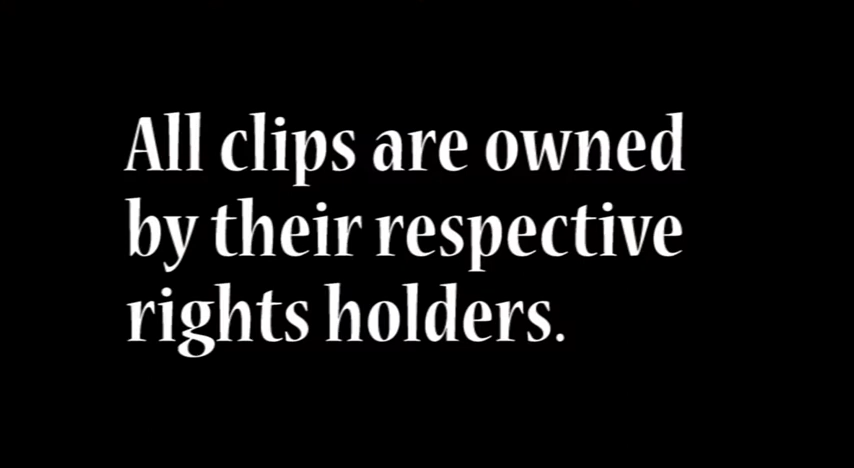 All clips are owned
by their respective
rights holders.